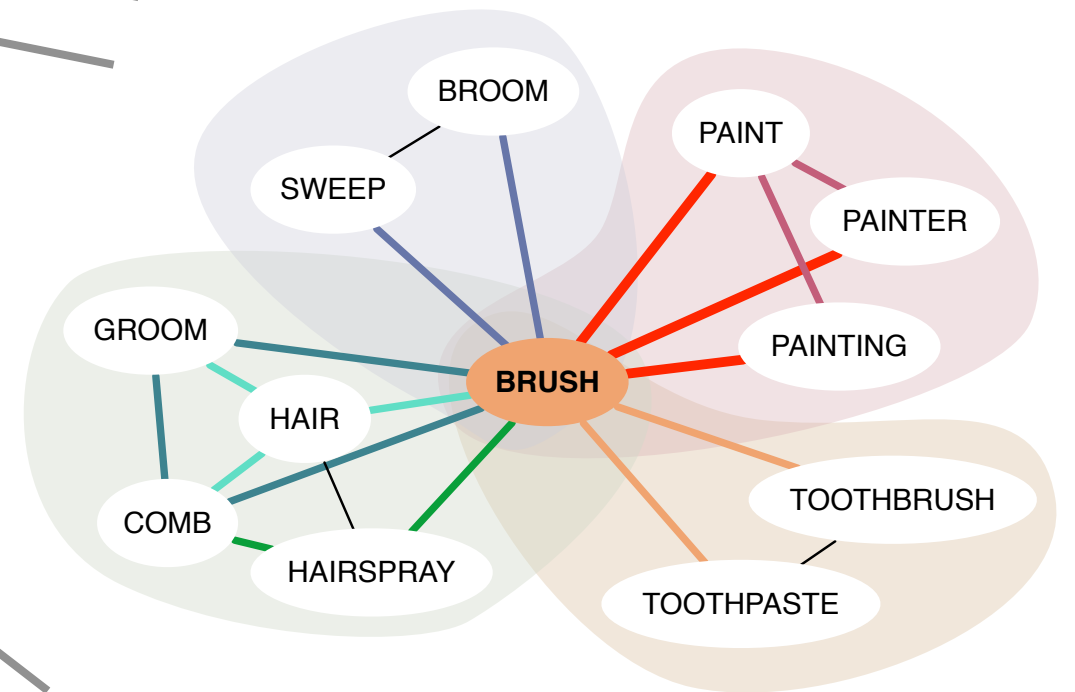 BROOM
PAINT
SWEEP
PAINTER
GROOM
PAINTING
BRUSH
HAIR
TOOTHBRUSH
COMB
HAIRSPRAY
TOOTHPASTE